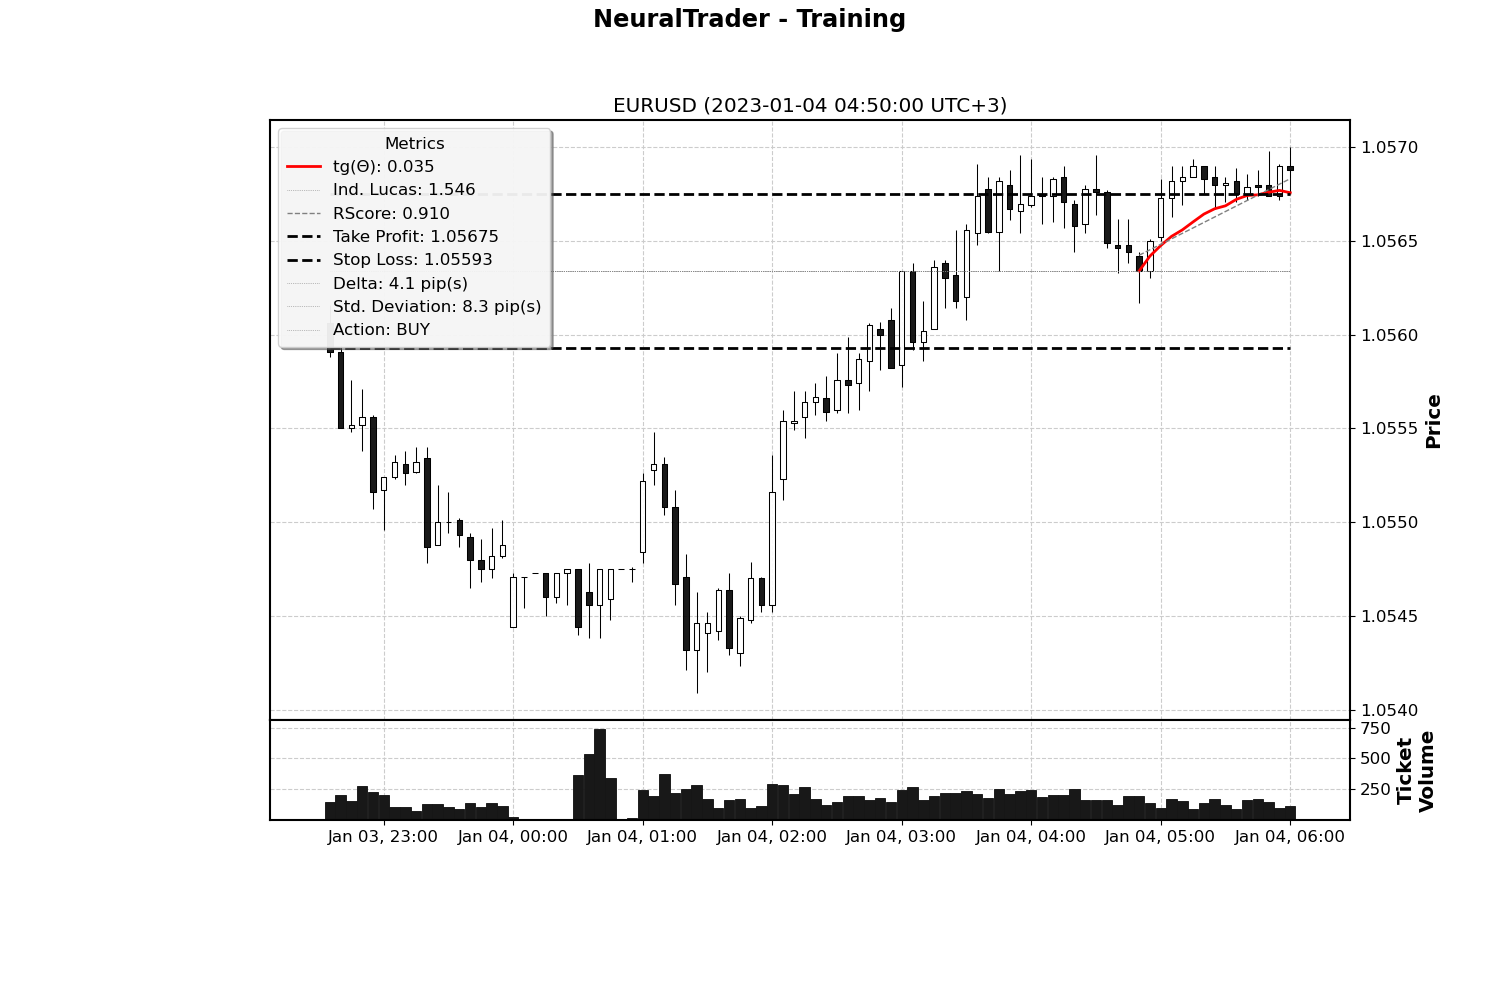 NeuralTrader - Training
EURUSD (2023-01-04 04:50:00 UTC+3)
Metrics
tg(Θ): 0.035
Ind. Lucas: 1.546
RScore: 0.910
Take Profit: 1.05675
Stop Loss: 1.05593
Delta: 4.1 pip(s)
Std. Deviation: 8.3 pip(s)
Action: BUY
1.0570
1.0565
1.0560
1.0555
1.0550
1.0545
1.0540
Price
750
500
250
Ticket
Volume
Jan 03, 23:00 Jan 04, 00:00 Jan 04, 01:00 Jan 04, 02:00 Jan 04, 03:00 Jan 04, 04:00 Jan 04, 05:00 Jan 04, 06:00